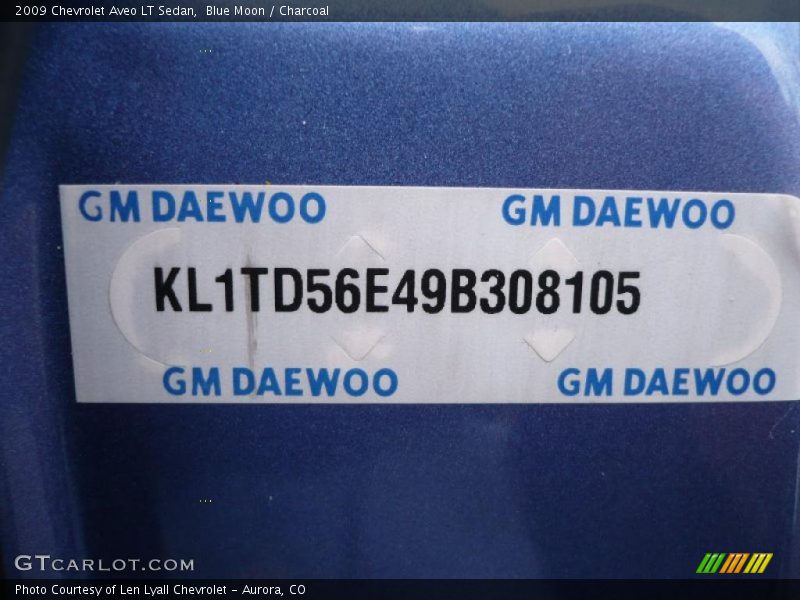 2009 Chevrolet Aveo LT Sedan, Blue Moon / Charcoal
GM DAEWOO GM DAEWOO
KL1TD56E49B308105
GM DAEWOO GM DAEWOO
GTCARLOT.COM
Photo Courtesy of Len Lyall Chevrolet - Aurora, CO